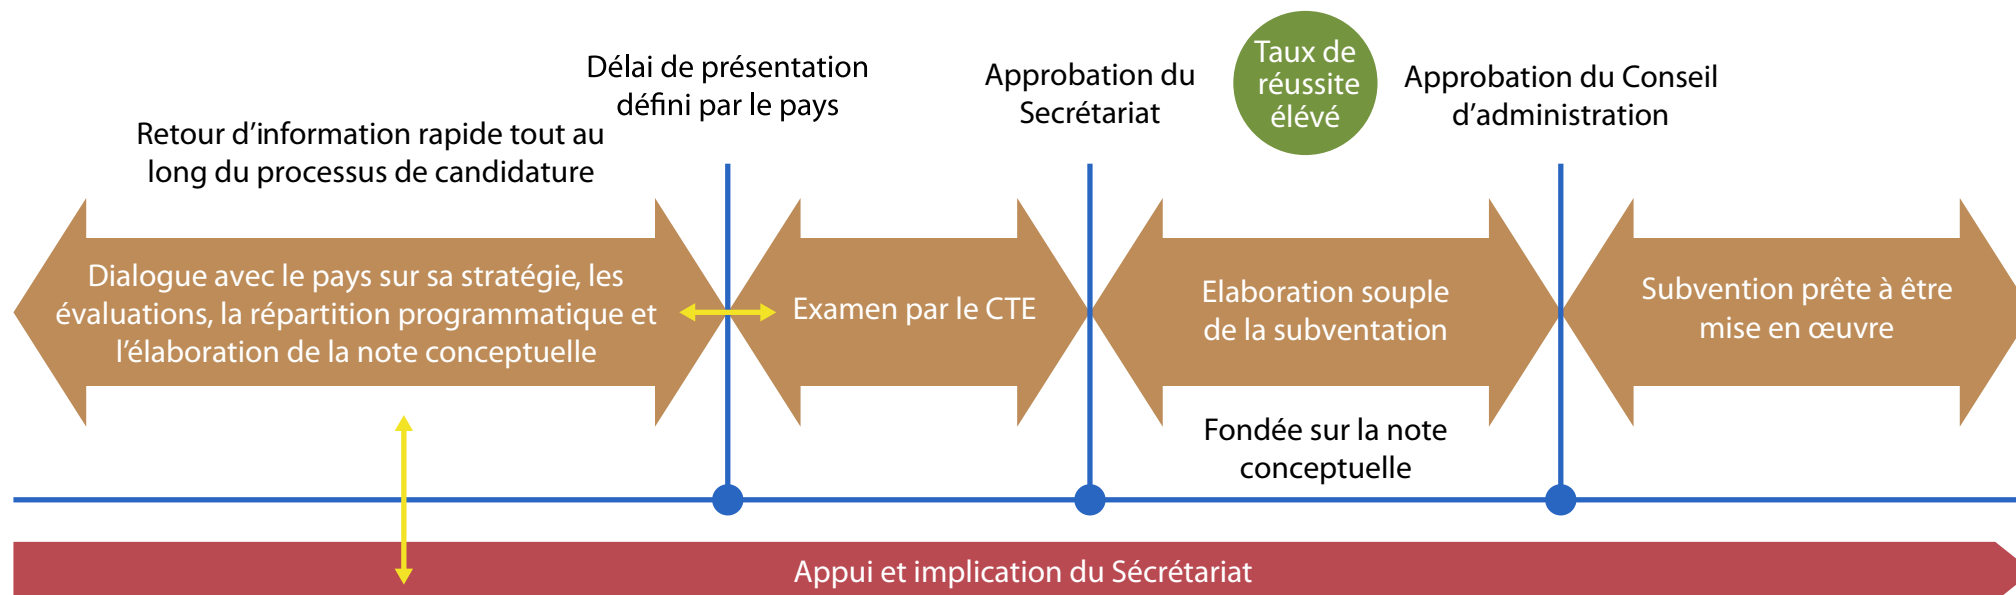 Retour d’information rapide tout au
long du processus de candidature
Délai de présentation
défini par le pays
Approbation du
Secrétariat
Taux de
réussite
élévé
Approbation du Conseil
d’administration
Dialogue avec le pays sur sa stratégie, les
évaluations, la répartition programmatique et
l’élaboration de la note conceptuelle
Examen par le CTE
Elaboration souple
de la subventation
Subvention prête à être
mise en œuvre
Fondée sur la note
conceptuelle
Appui et implication du Sécrétariat